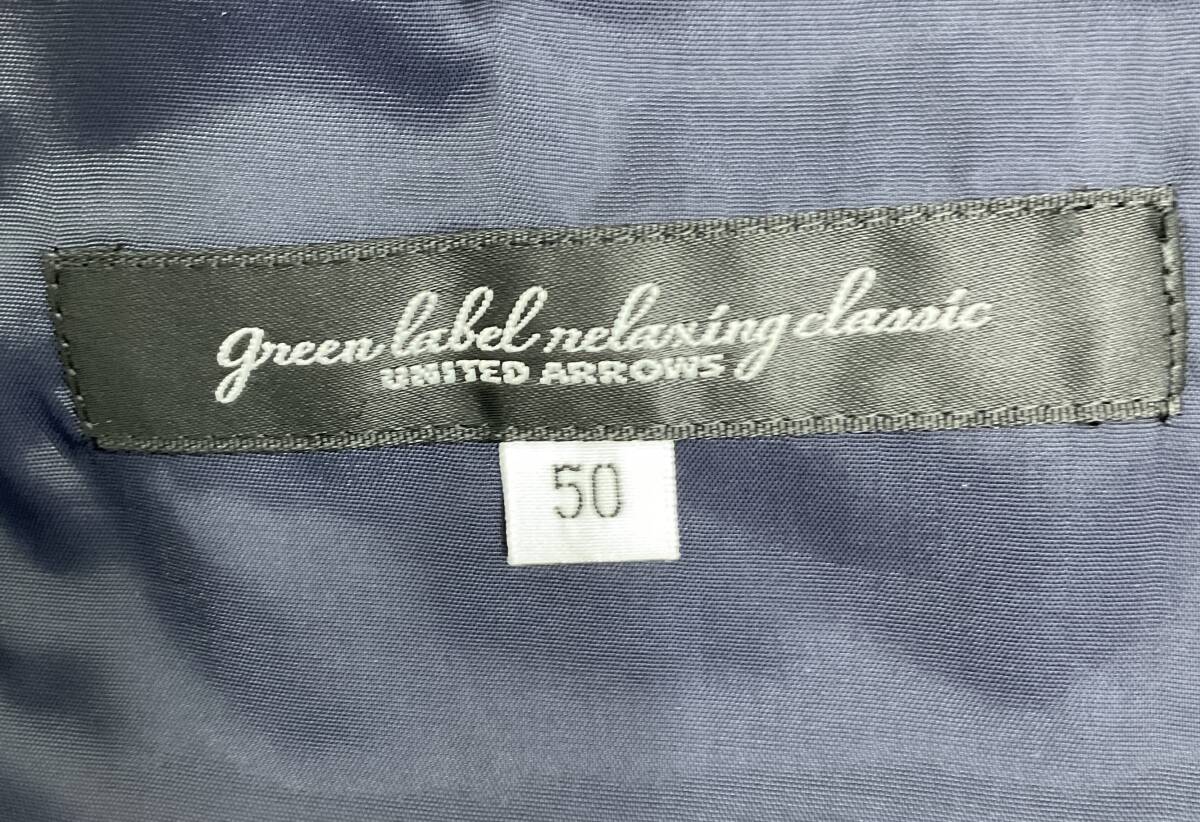 green label relaxing classic
UNITED ARROWS
50